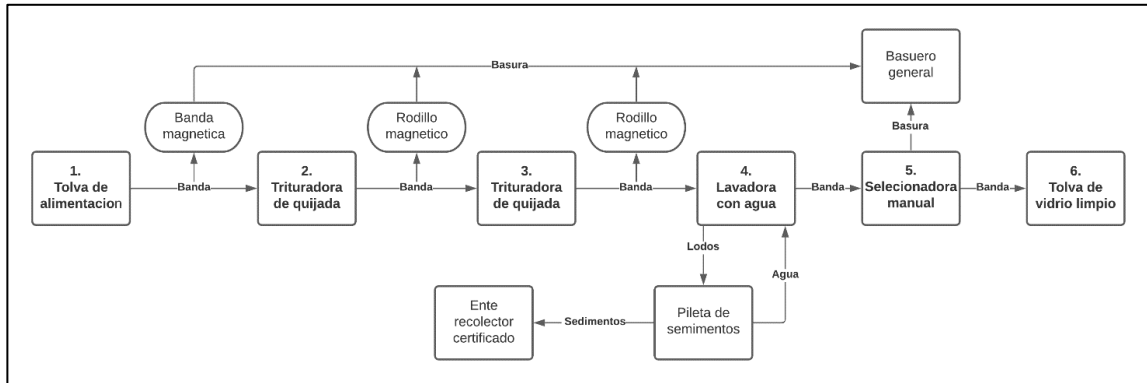 Basura
Basuero
general
Banda
magnetica
Rodillo
magnetico
Rodillo
magnetico
Basura
1.
Tolva de
alimentacion
Banda
2.
Trituradora
de quijada
Banda
3.
Trituradora
de quijada
Banda
4.
Lavadora
con agua
Banda
5.
Selecionadora
manual
Banda
6.
Tolva de
vidrio limpio
Lodos
Agua
Ente
recolector
certificado
Sedimentos
Pileta de
semimentos